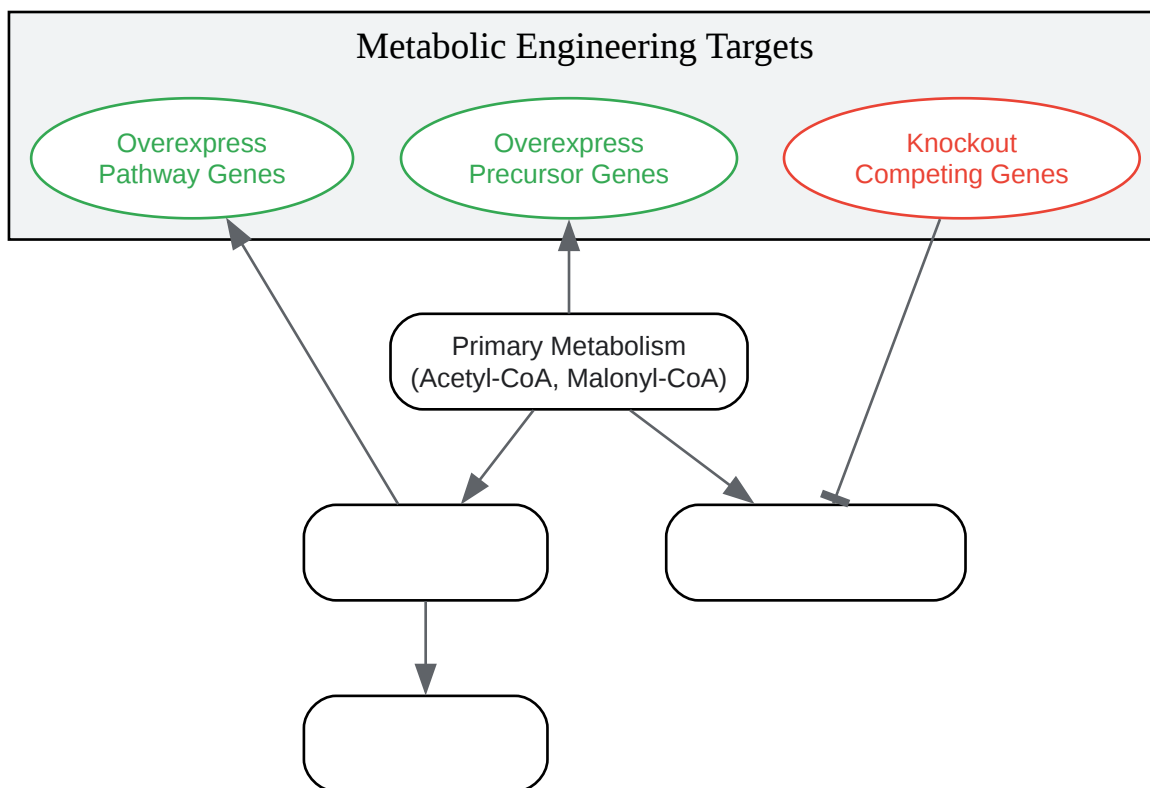 Metabolic Engineering Targets
Overexpress
Pathway Genes
Overexpress
Precursor Genes
Knockout
Competing Genes
Primary Metabolism
(Acetyl-CoA, Malonyl-CoA)